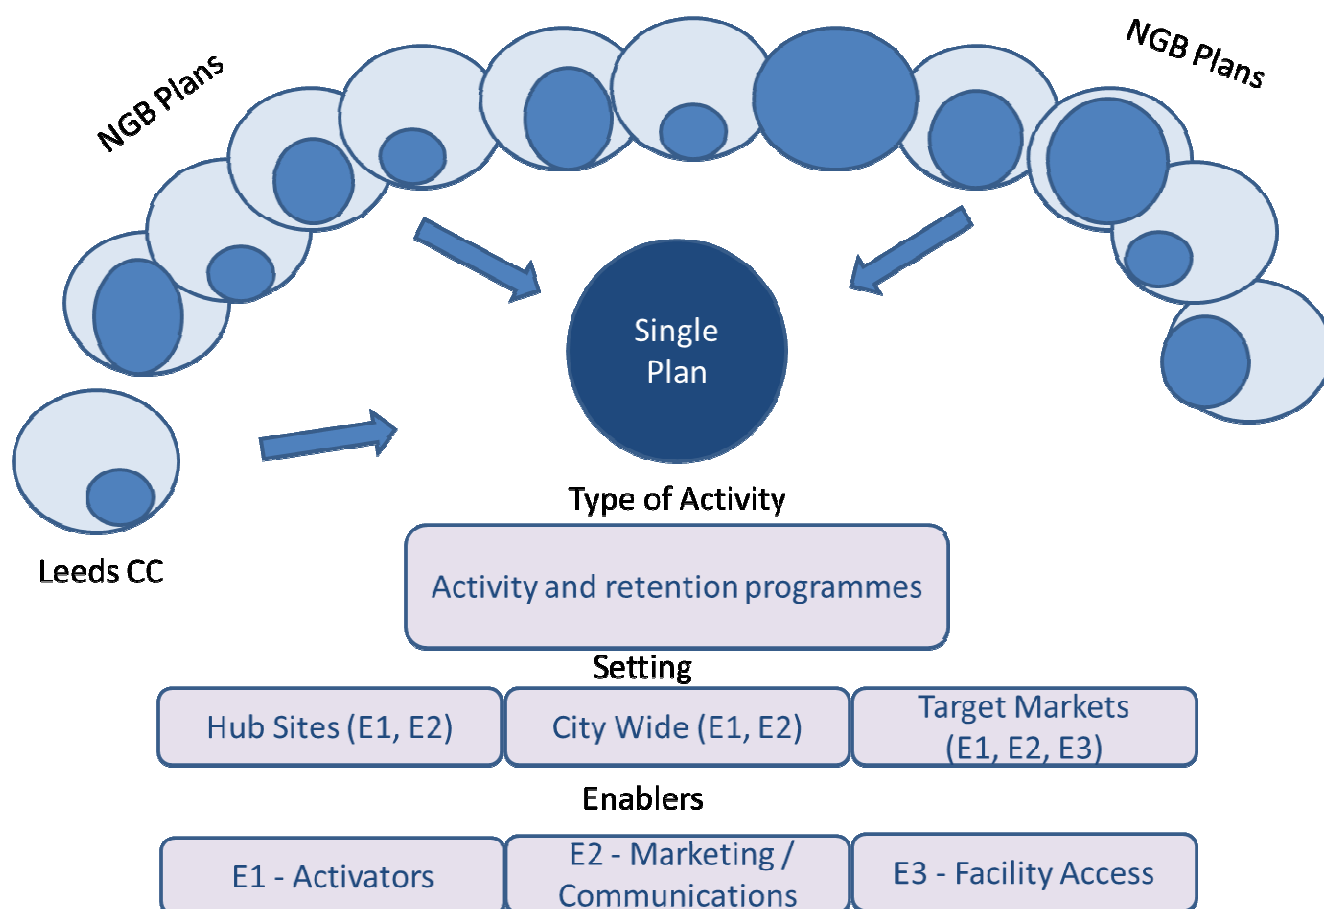 NGB Plans
NGB Plans
Single
Plan
Leeds CC
Type of Activity
Activity and retention programmes
Setting
Hub Sites (E1, E2)
City Wide (E1, E2)
Target Markets
(E1, E2, E3)
Enablers
E1 - Activators
E2 - Marketing /
Communications
E3 - Facility Access